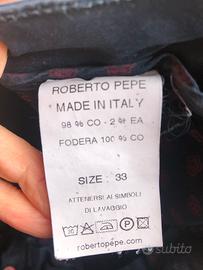 ROBERTO PEPE
MADE IN ITALY
98 % CO - 2 % EA
FODERA 100 % CO
SIZE : 33
ATTENERSI AI SIMBOLI
DI LAVAGGIO
robertopepe.com
subito